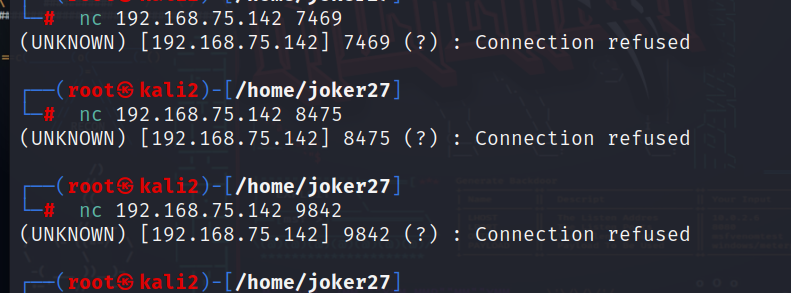 └─# nc 192.168.75.142 7469
(UNKNOWN) [192.168.75.142] 7469 (?) : Connection refused
┌──(root㉿kali2)-[/home/joker27]
└─# nc 192.168.75.142 8475
(UNKNOWN) [192.168.75.142] 8475 (?) : Connection refused
┌──(root㉿kali2)-[/home/joker27]
└─# nc 192.168.75.142 9842
(UNKNOWN) [192.168.75.142] 9842 (?) : Connection refused
┌──(root㉿kali2)-[/home/joker27]